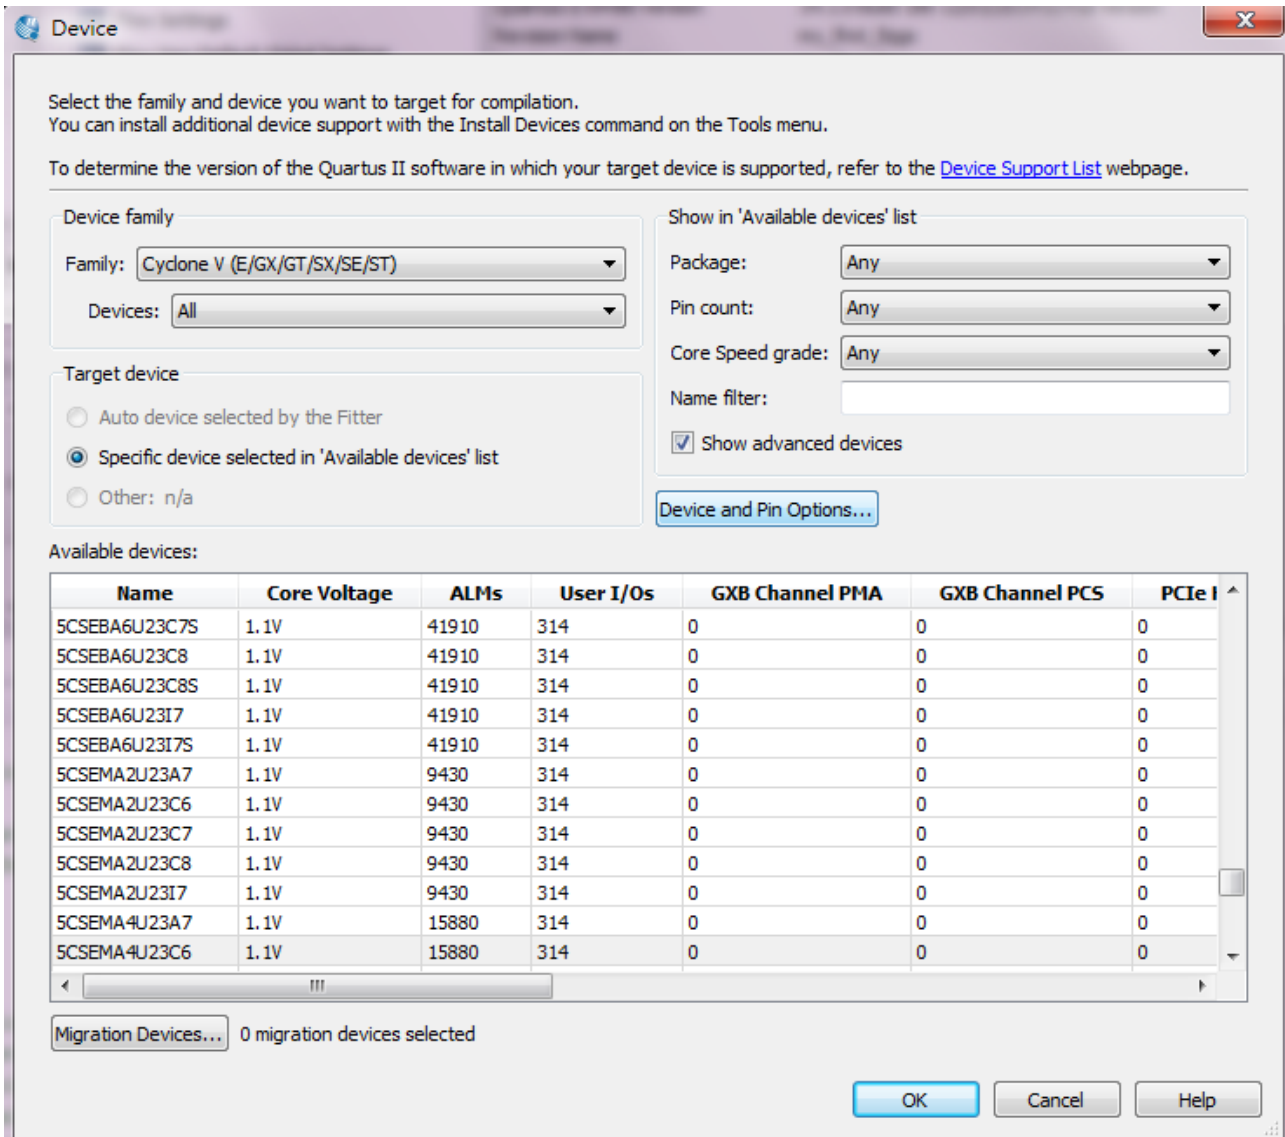 Device
Select the family and device you want to target for compilation.
You can install additional device support with the Install Devices command on the Tools menu.
To determine the version of the Quartus II software in which your target device is supported, refer to the Device Support List webpage.
Device family
Family: Cyclone V (E/GX/GT/SX/SE/ST)
Devices: All
Target device
Auto device selected by the Fitter
Specific device selected in 'Available devices' list
Other: n/a
Show in 'Available devices' list
Package: Any
Pin count: Any
Core Speed grade: Any
Name filter:
Show advanced devices
Device and Pin Options...
Available devices:
Name Core Voltage ALMs User I/Os GXB Channel PMA GXB Channel PCS PCIe
5CSEBA6U23C7S 1.1V 41910 314 0 0 0
5CSEBA6U23C8 1.1V 41910 314 0 0 0
5CSEBA6U23C8S 1.1V 41910 314 0 0 0
5CSEBA6U23I7 1.1V 41910 314 0 0 0
5CSEBA6U23I7S 1.1V 41910 314 0 0 0
5CSEMA2U23A7 1.1V 9430 314 0 0 0
5CSEMA2U23C6 1.1V 9430 314 0 0 0
5CSEMA2U23C7 1.1V 9430 314 0 0 0
5CSEMA2U23C8 1.1V 9430 314 0 0 0
5CSEMA2U23I7 1.1V 9430 314 0 0 0
5CSEMA4U23A7 1.1V 15880 314 0 0 0
5CSEMA4U23C6 1.1V 15880 314 0 0 0
Migration Devices... 0 migration devices selected
OK Cancel Help